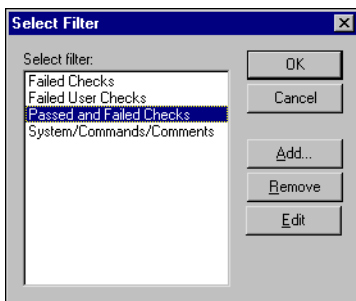 Select Filter
Select filter:
Failed Checks
Failed User Checks
Passed and Failed Checks
System/Commands/Comments
OK
Cancel
Add...
Remove
Edit